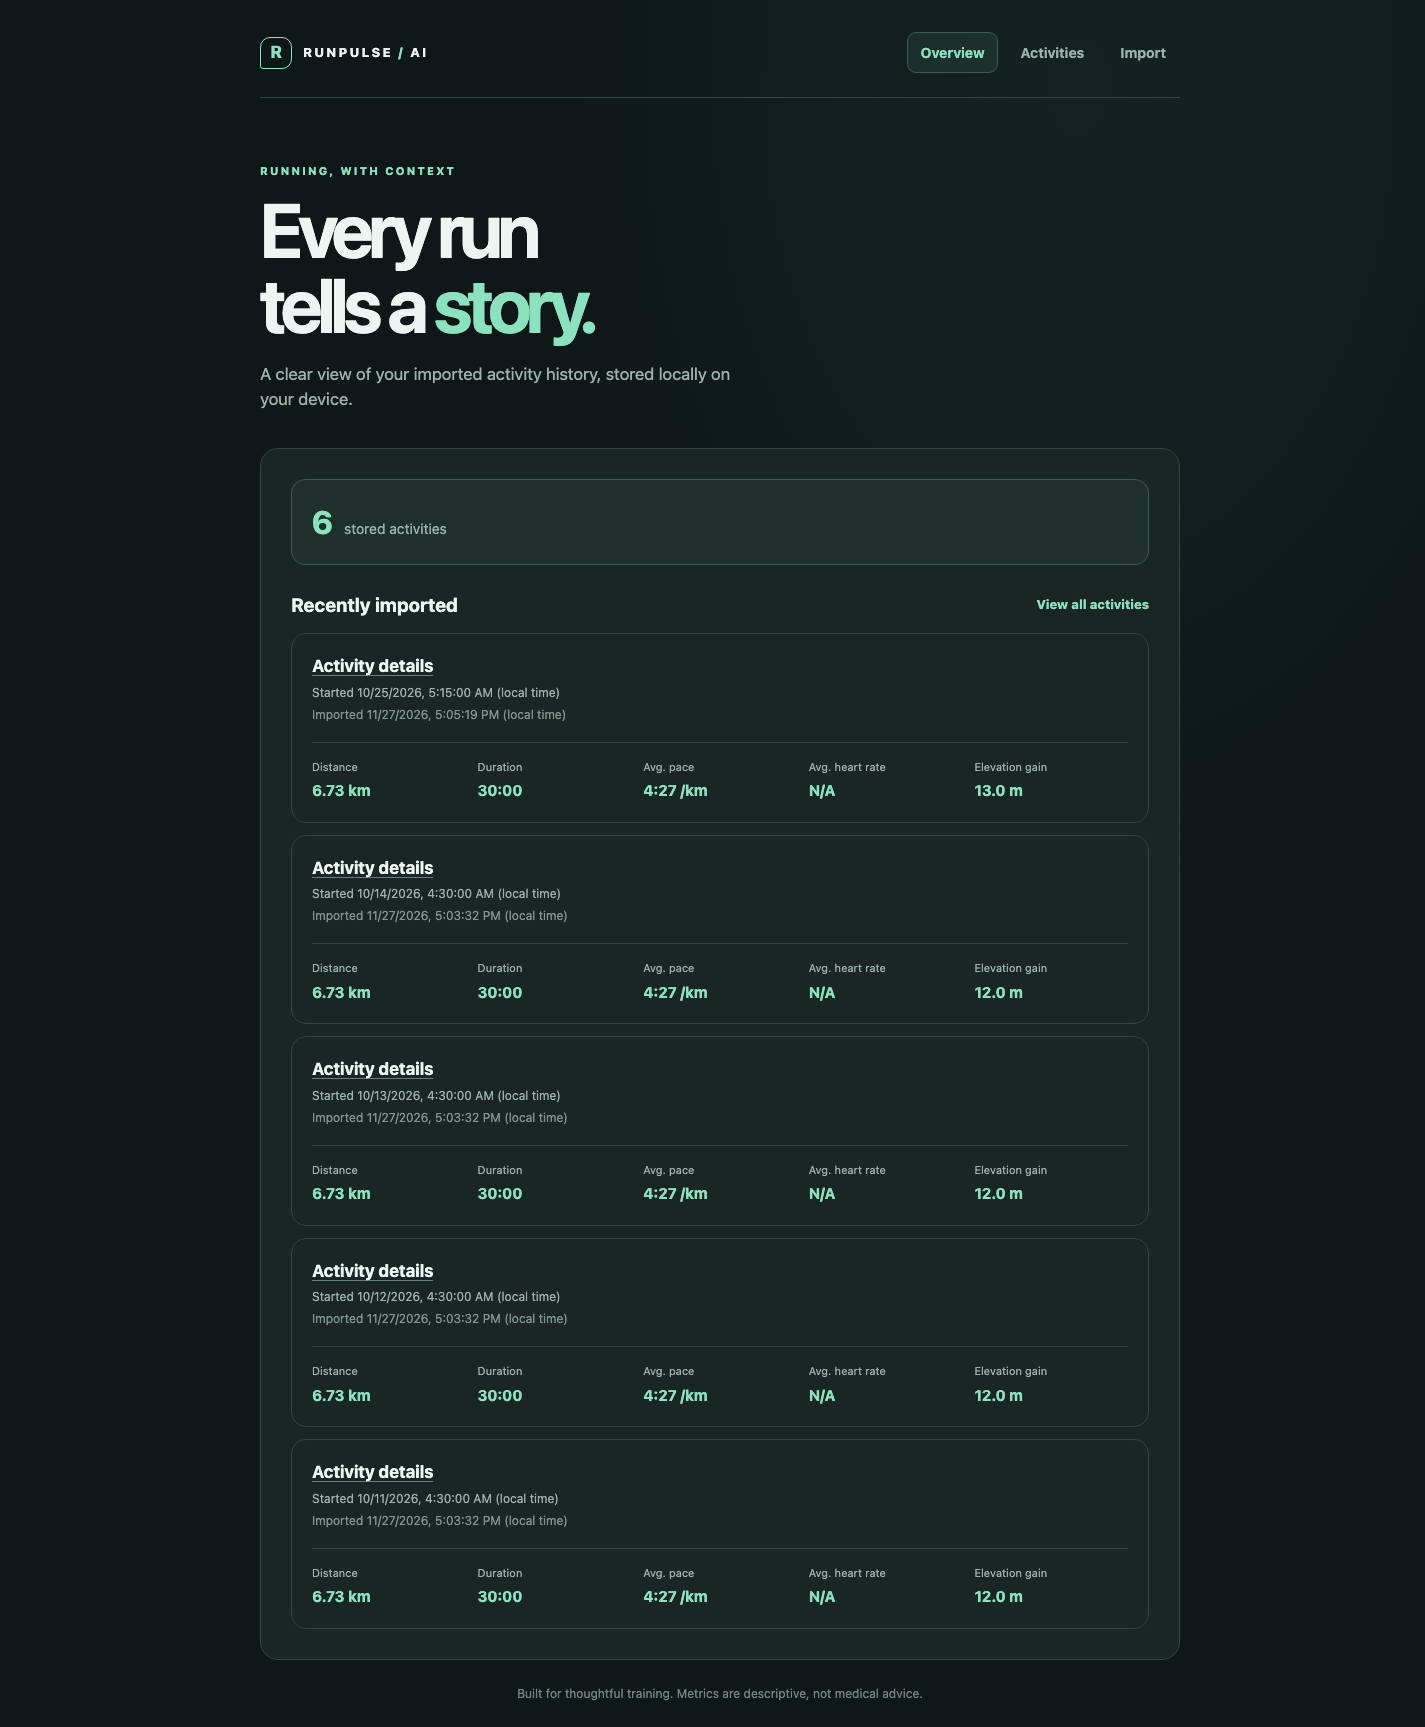 R RUNPULSE / AI
Overview Activities Import
RUNNING, WITH CONTEXT
Every run
tells a story.
A clear view of your imported activity history, stored locally on
your device.
6 stored activities
Recently imported View all activities
Activity details
Started 10/25/2026, 5:15:00 AM (local time)
Imported 11/27/2026, 5:05:19 PM (local time)
Distance Duration Avg. pace Avg. heart rate Elevation gain
6.73 km 30:00 4:27 /km N/A 13.0 m
Activity details
Started 10/14/2026, 4:30:00 AM (local time)
Imported 11/27/2026, 5:03:32 PM (local time)
Distance Duration Avg. pace Avg. heart rate Elevation gain
6.73 km 30:00 4:27 /km N/A 12.0 m
Activity details
Started 10/13/2026, 4:30:00 AM (local time)
Imported 11/27/2026, 5:03:32 PM (local time)
Distance Duration Avg. pace Avg. heart rate Elevation gain
6.73 km 30:00 4:27 /km N/A 12.0 m
Activity details
Started 10/12/2026, 4:30:00 AM (local time)
Imported 11/27/2026, 5:03:32 PM (local time)
Distance Duration Avg. pace Avg. heart rate Elevation gain
6.73 km 30:00 4:27 /km N/A 12.0 m
Activity details
Started 10/11/2026, 4:30:00 AM (local time)
Imported 11/27/2026, 5:03:32 PM (local time)
Distance Duration Avg. pace Avg. heart rate Elevation gain
6.73 km 30:00 4:27 /km N/A 12.0 m
Built for thoughtful training. Metrics are descriptive, not medical advice.